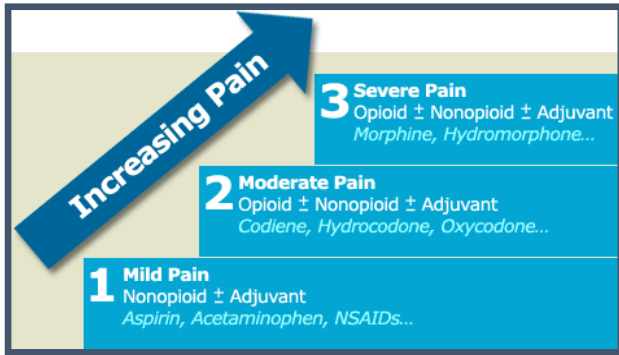 Increasing Pain
3 Severe Pain
Opioid ± Nonopioid ± Adjuvant
Morphine, Hydromorphone...
2 Moderate Pain
Opioid ± Nonopioid ± Adjuvant
Codiene, Hydrocodone, Oxycodone...
1 Mild Pain
Nonopioid ± Adjuvant
Aspirin, Acetaminophen, NSAIDs...